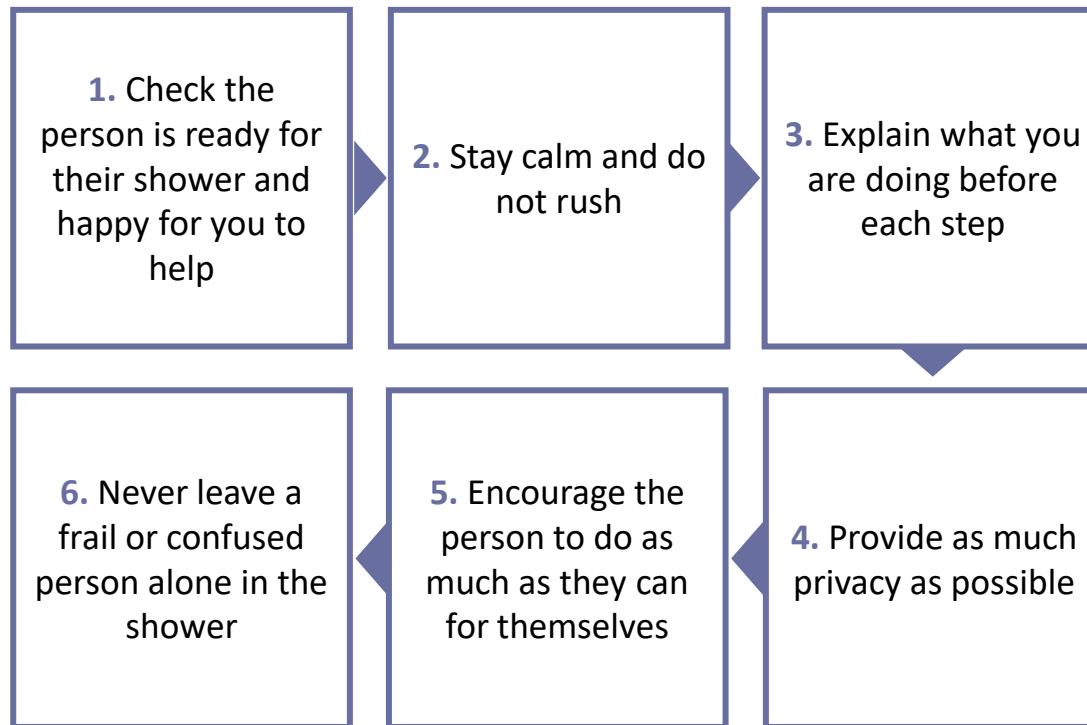 1. Check the
person is ready for
their shower and
happy for you to
help
2. Stay calm and do
not rush
3. Explain what you
are doing before
each step
4. Provide as much
privacy as possible
5. Encourage the
person to do as
much as they can
for themselves
6. Never leave a
frail or confused
person alone in the
shower